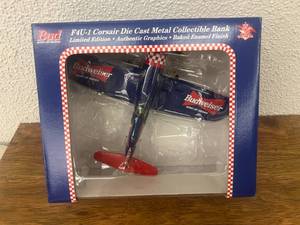 Bud
F4U-1 Corsair Die Cast Metal Collectible Bank
Limited Edition • Authentic Graphics • Baked Enamel Finish
Budweiser
Budweiser